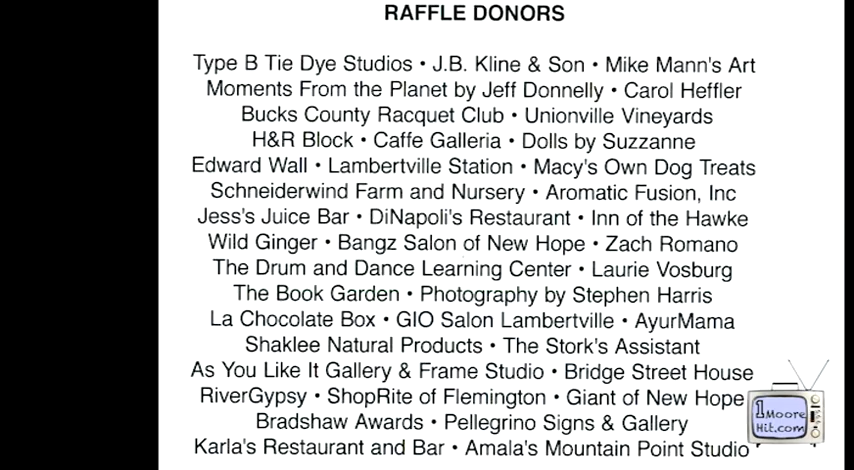 RAFFLE DONORS
Type B Tie Dye Studios • J.B. Kline & Son • Mike Mann's Art
Moments From the Planet by Jeff Donnelly • Carol Heffler
Bucks County Racquet Club • Unionville Vineyards
H&R Block • Caffe Galleria • Dolls by Suzzanne
Edward Wall • Lambertville Station • Macy's Own Dog Treats
Schneiderwind Farm and Nursery • Aromatic Fusion, Inc
Jess's Juice Bar • DiNapoli's Restaurant • Inn of the Hawke
Wild Ginger • Bangz Salon of New Hope • Zach Romano
The Drum and Dance Learning Center • Laurie Vosburg
The Book Garden • Photography by Stephen Harris
La Chocolate Box • GIO Salon Lambertville • AyurMama
Shaklee Natural Products • The Stork's Assistant
As You Like It Gallery & Frame Studio • Bridge Street House
RiverGypsy • ShopRite of Flemington • Giant of New Hope
Bradshaw Awards • Pellegrino Signs & Gallery
Karla's Restaurant and Bar • Amala's Mountain Point Studio
1Moore
Hit.com